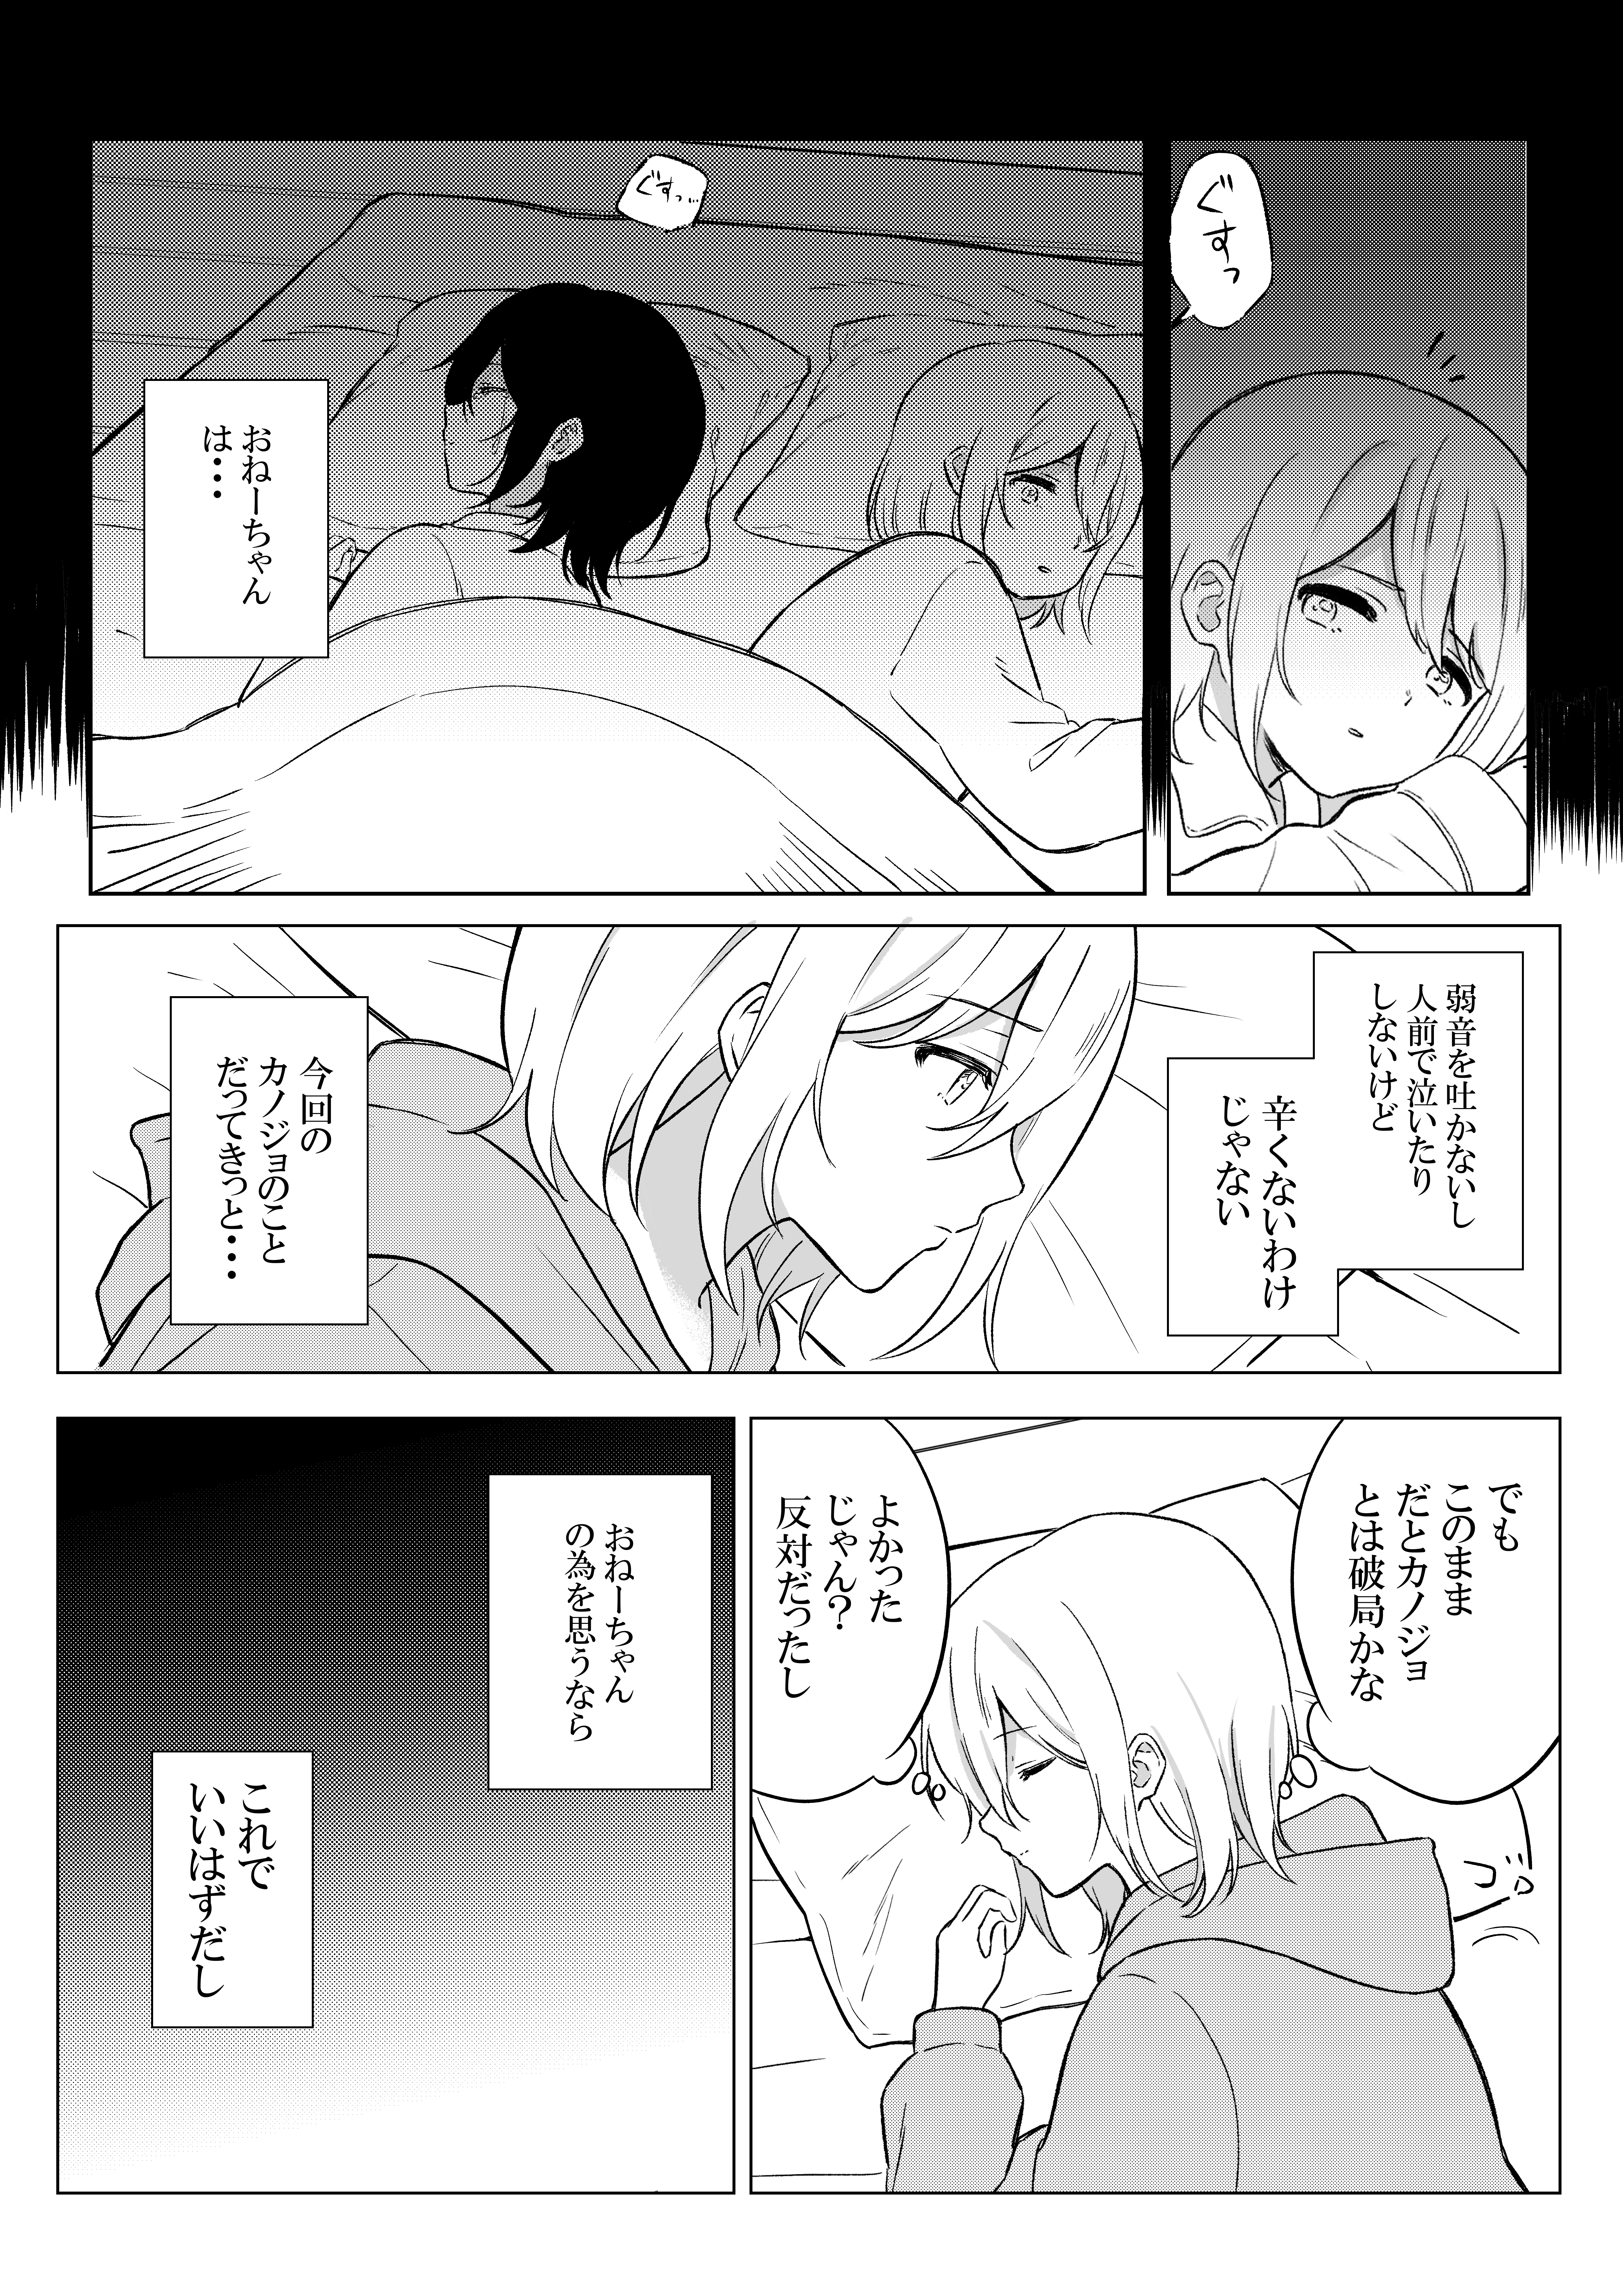 ぐすっ
ぐすっ…
おねーちゃん
は・・・
弱音を吐かないし
人前で泣いたり
しないけど
辛くないわけ
じゃない
今回の
カノジョのこと
だってきっと・・・
でも
このまま
だとカノジョ
とは破局かな
よかった
じゃん?
反対だったし
ゴロ
おねーちゃん
の為を思うなら
これで
いいはずだし